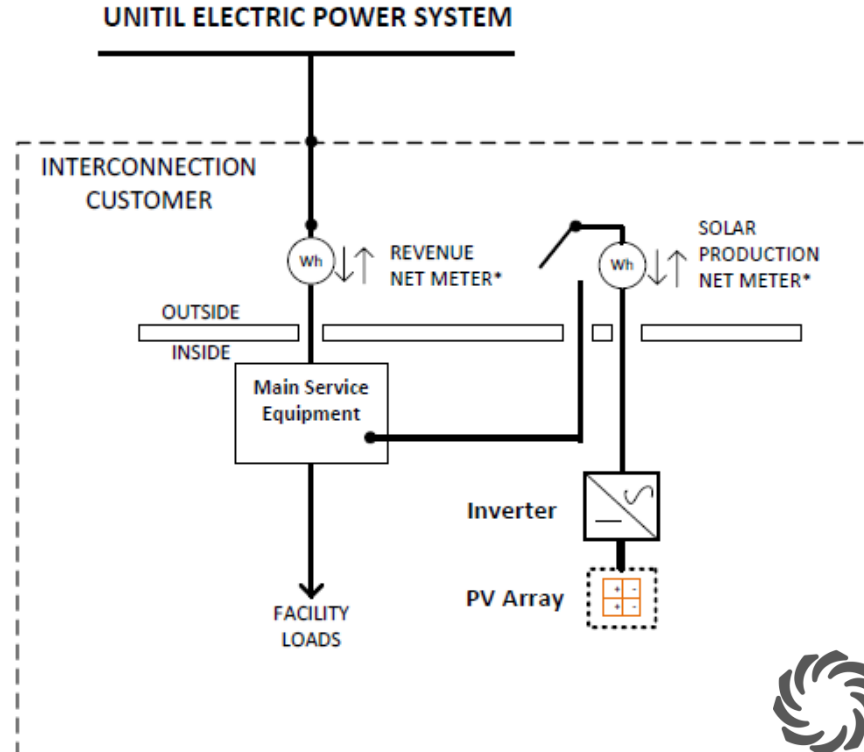 UNITIL ELECTRIC POWER SYSTEM
INTERCONNECTION
CUSTOMER
Wh
REVENUE
NET METER*
Wh
SOLAR
PRODUCTION
NET METER*
OUTSIDE
INSIDE
Main Service
Equipment
Inverter
PV Array
+ -
+ -
FACILITY
LOADS